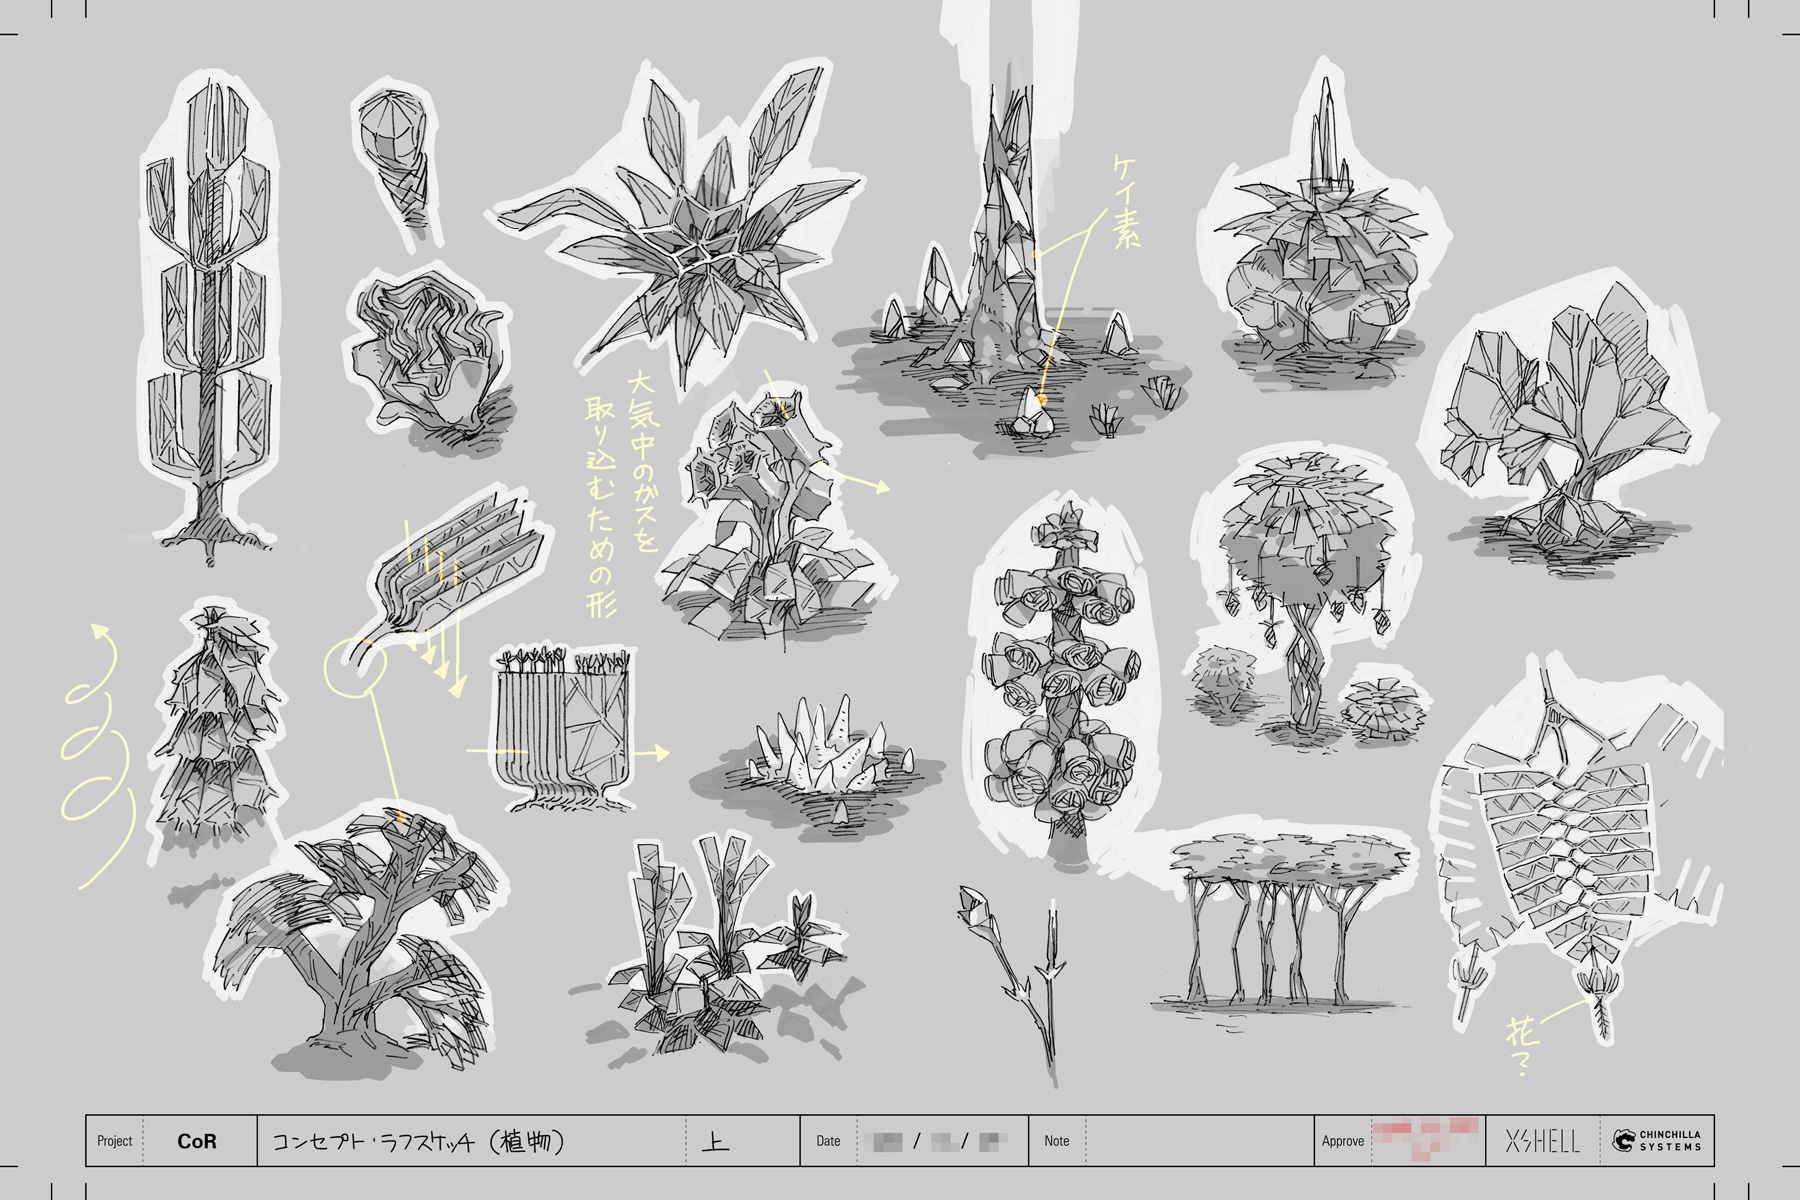 ケイ素
大気中のガスを
取り込むための形
花?
Project
CoR
コンセプト・ラフスケッチ(植物)
上
Date
/ /
Note
Approve
XSHELL
CHINCHILLA
SYSTEMS